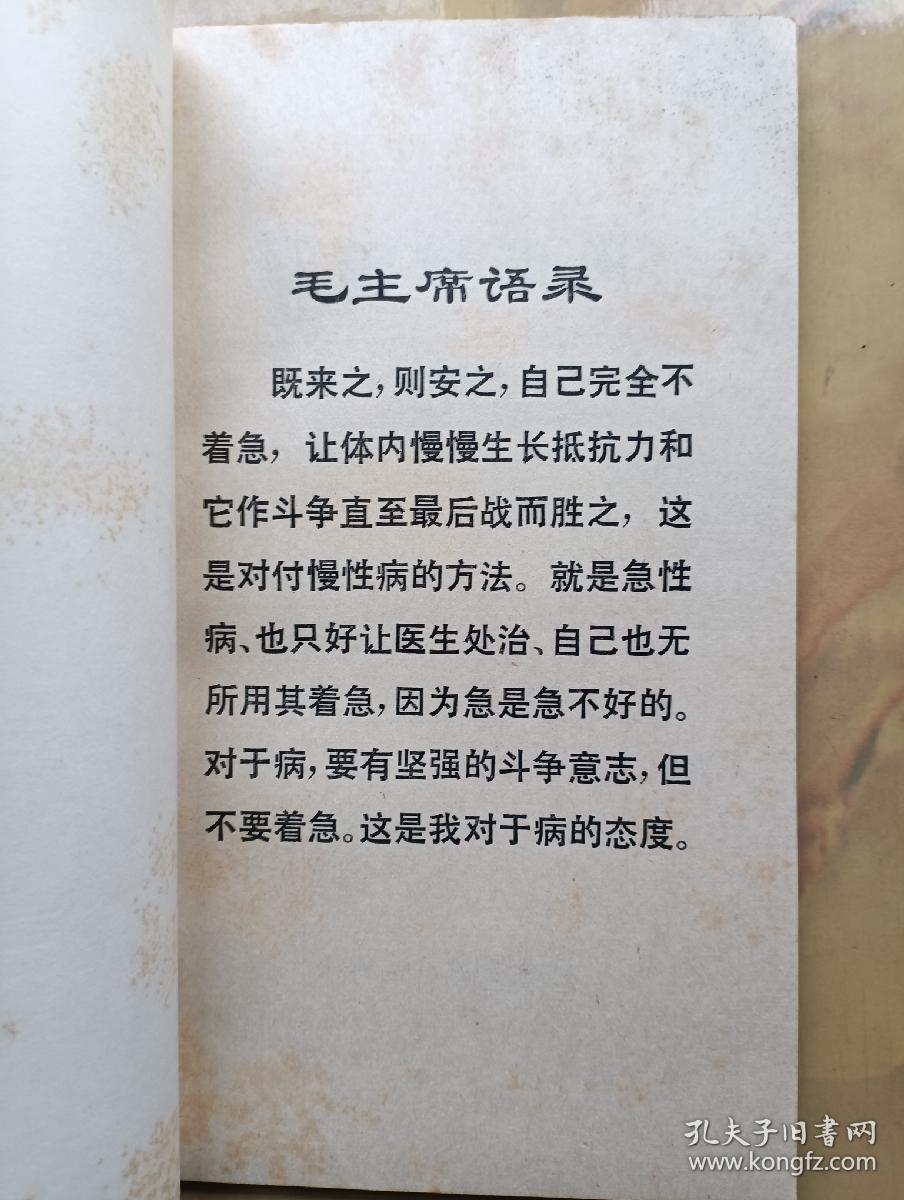 毛主席语录
既来之，则安之，自己完全不
着急，让体内慢慢生长抵抗力和
它作斗争直至最后战而胜之，这
是对付慢性病的方法。就是急性
病、也只好让医生处治、自己也无
所用其着急，因为急是急不好的。
对于病，要有坚强的斗争意志，但
不要着急。这是我对于病的态度。
孔夫子旧书网
www.kongfz.com